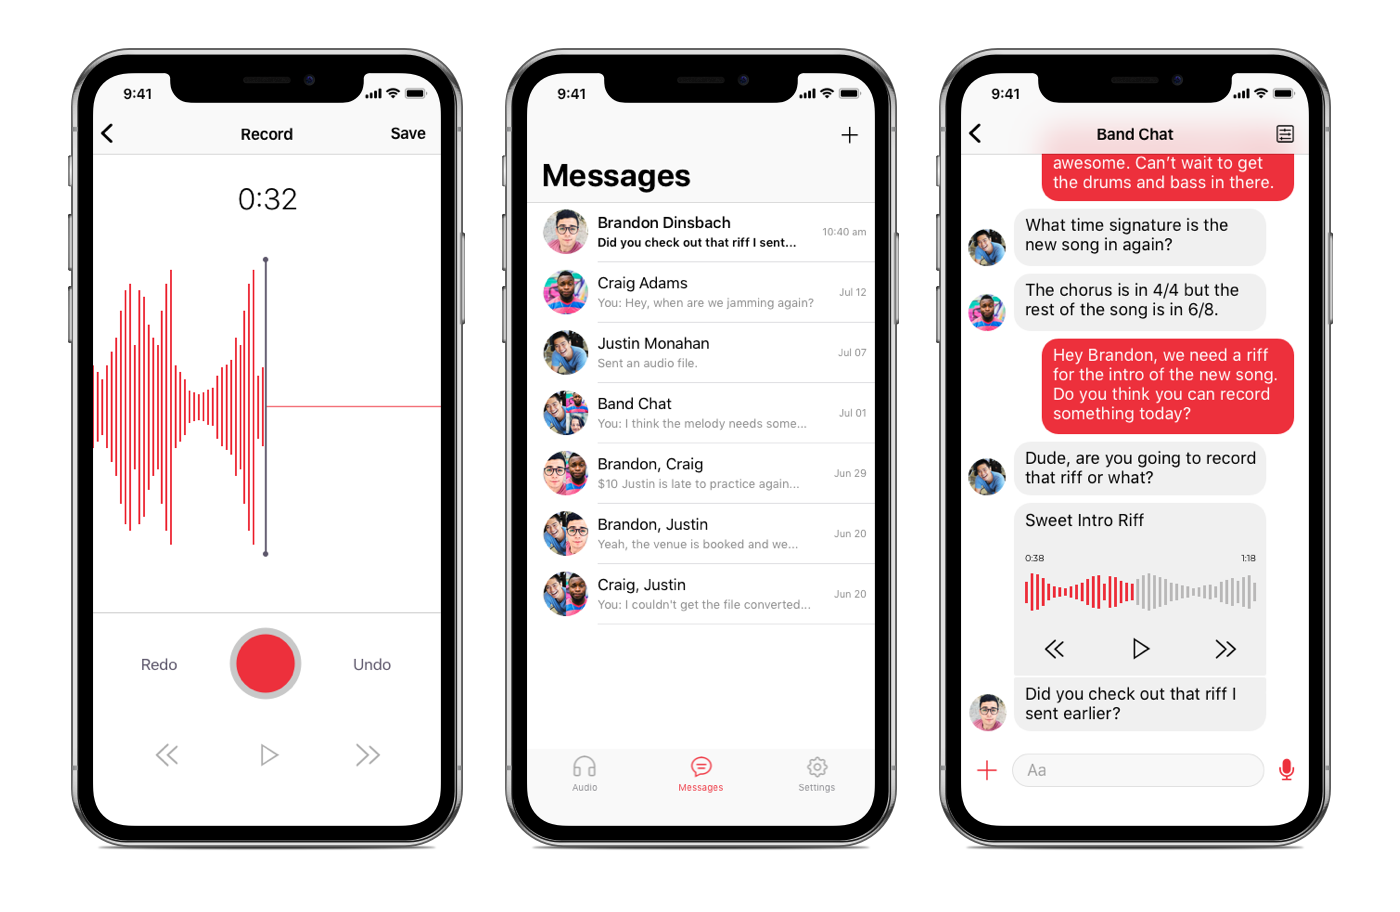 9:41
Record
Save
0:32
Redo
Undo
9:41
Messages
Brandon Dinsbach
Did you check out that riff I sent...
10:40 am
Craig Adams
You: Hey, when are we jamming again?
Jul 12
Justin Monahan
Sent an audio file.
Jul 07
Band Chat
You: I think the melody needs some...
Jul 01
Brandon, Craig
$10 Justin is late to practice again...
Jun 29
Brandon, Justin
Yeah, the venue is booked and we...
Jun 20
Craig, Justin
You: I couldn't get the file converted...
Jun 20
Audio
Messages
Settings
9:41
Band Chat
awesome. Can't wait to get
the drums and bass in there.
What time signature is the
new song in again?
The chorus is in 4/4 but the
rest of the song is in 6/8.
Hey Brandon, we need a riff
for the intro of the new song.
Do you think you can record
something today?
Dude, are you going to record
that riff or what?
Sweet Intro Riff
0:38
1:18
Did you check out that riff I
sent earlier?
Aa